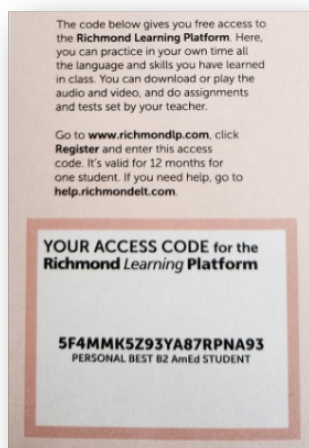 The code below gives you free access to
the Richmond Learning Platform. Here,
you can practice in your own time all
the language and skills you have learned
in class. You can download or play the
audio and video, and do assignments
and tests set by your teacher.
Go to www.richmondlp.com, click
Register and enter this access
code. It's valid for 12 months for
one student. If you need help, go to
help.richmondelt.com.
YOUR ACCESS CODE for the
Richmond Learning Platform
5F4MMK5Z93YA87RPNA93
PERSONAL BEST B2 AmEd STUDENT